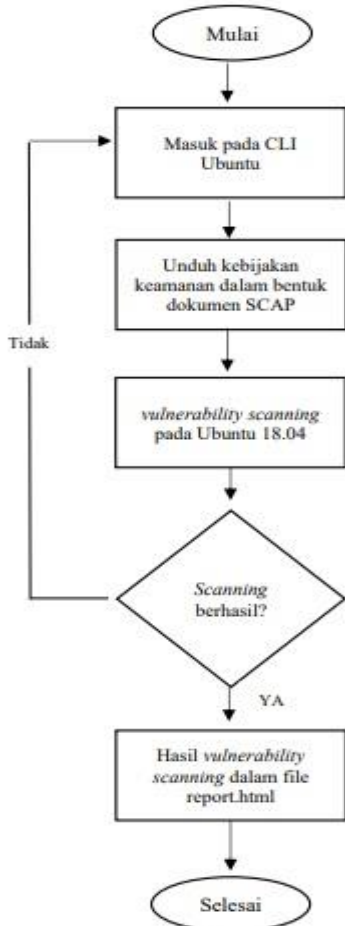 Mulai
Masuk pada CLI
Ubuntu
Unduh kebijakan
keamanan dalam bentuk
dokumen SCAP
Tidak
vulnerability scanning
pada Ubuntu 18.04
Scanning
berhasil?
YA
Hasil vulnerability
scanning dalam file
report.html
Selesai